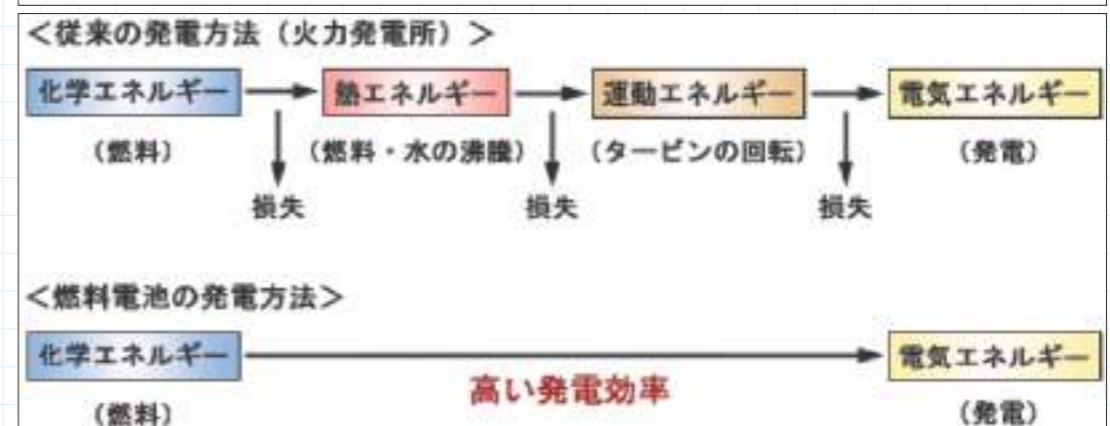 ＜従来の発電方法（火力発電所）＞
化学エネルギー 熱エネルギー 運動エネルギー 電気エネルギー
（燃料） （燃料・水の沸騰） （タービンの回転） （発電）
損失 損失 損失
＜燃料電池の発電方法＞
化学エネルギー 電気エネルギー
高い発電効率
（燃料） （発電）